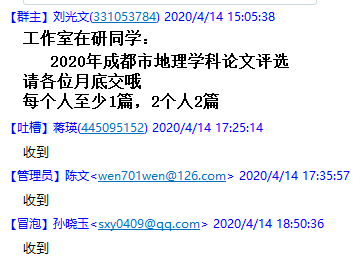 【群主】刘光文(331053784) 2020/4/14 15:05:38
工作室在研同学：
2020年成都市地理学科论文评选
请各位月底交哦
每个人至少1篇，2个人2篇
【吐槽】蒋瑛(445095152) 2020/4/14 17:25:14
收到
【管理员】陈文<wen701wen@126.com> 2020/4/14 17:35:57
收到
【冒泡】孙晓玉<sxy0409@qq.com> 2020/4/14 18:50:36
收到